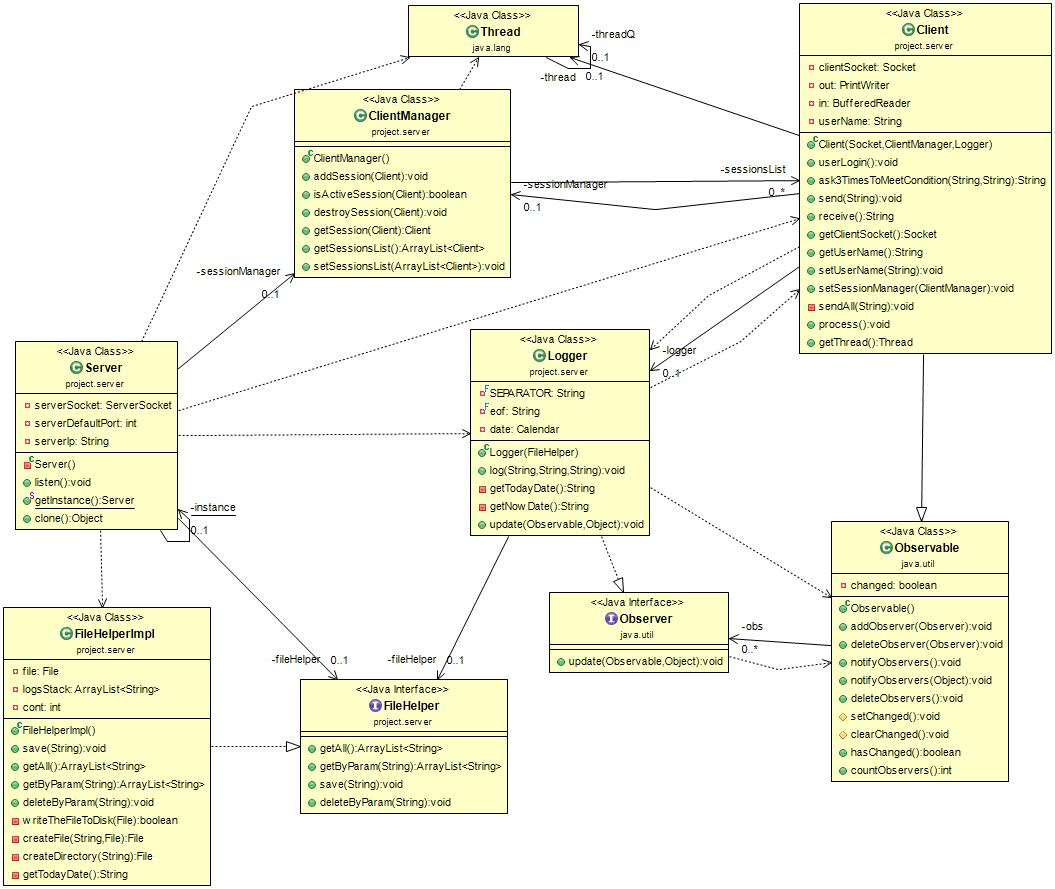 <<Java Class>>
Thread
java.lang
-threadQ
0..1
-thread
0..1
<<Java Class>>
Client
project.server
clientSocket: Socket
out: PrintWriter
in: BufferedReader
userName: String
Client(Socket,ClientManager,Logger)
userLogin():void
ask3TimesToMeetCondition(String,String):String
send(String):void
receive():String
getClientSocket():Socket
getUserName():String
setUserName(String):void
setSessionManager(ClientManager):void
sendAll(String):void
process():void
getThread():Thread
<<Java Class>>
ClientManager
project.server
ClientManager()
addSession(Client):void
isActiveSession(Client):boolean
destroySession(Client):void
getSession(Client):Client
getSessionsList():ArrayList<Client>
setSessionsList(ArrayList<Client>):void
-sessionsList
0..*
-sessionManager
0..1
-sessionManager
0..1
<<Java Class>>
Server
project.server
serverSocket: ServerSocket
serverDefaultPort: int
serverIp: String
Server()
listen():void
getInstance():Server
clone():Object
-instance
0..1
<<Java Class>>
Logger
project.server
SEPARATOR: String
eof: String
date: Calendar
Logger(FileHelper)
log(String,String,String):void
getTodayDate():String
getNowDate():String
update(Observable,Object):void
-logger
0..1
<<Java Class>>
Observable
java.util
changed: boolean
Observable()
addObserver(Observer):void
deleteObserver(Observer):void
notifyObservers():void
notifyObservers(Object):void
deleteObservers():void
setChanged():void
clearChanged():void
hasChanged():boolean
countObservers():int
<<Java Interface>>
Observer
java.util
update(Observable,Object):void
-obs
0..*
<<Java Class>>
FileHelperImpl
project.server
file: File
logsStack: ArrayList<String>
cont: int
FileHelperImpl()
save(String):void
getAll():ArrayList<String>
getByParam(String):ArrayList<String>
deleteByParam(String):void
writeTheFileToDisk(File):boolean
createFile(String,File):File
createDirectory(String):File
getTodayDate():String
-fileHelper
0..1
-fileHelper
0..1
<<Java Interface>>
FileHelper
project.server
getAll():ArrayList<String>
getByParam(String):ArrayList<String>
save(String):void
deleteByParam(String):void